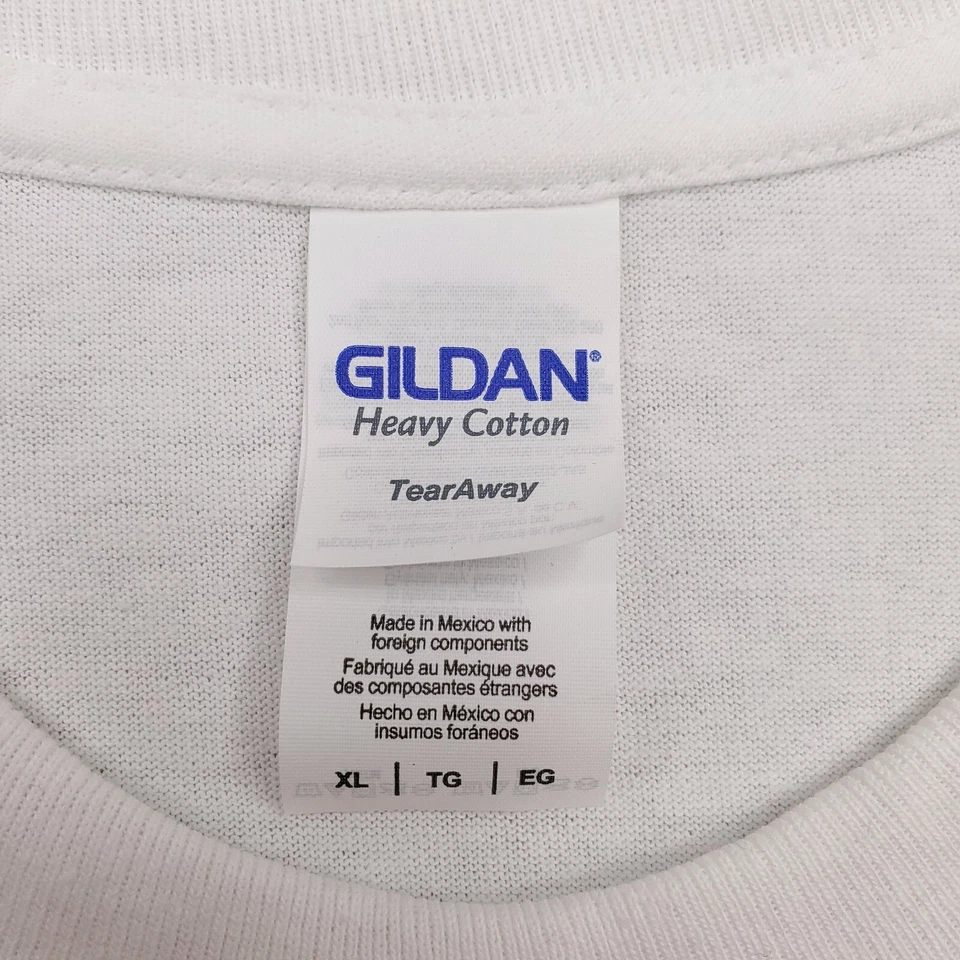 GILDAN®
Heavy Cotton
TearAway
Made in Mexico with
foreign components
Fabriqué au Mexique avec
des composantes étrangers
Hecho en México con
insumos foráneos
XL | TG | EG